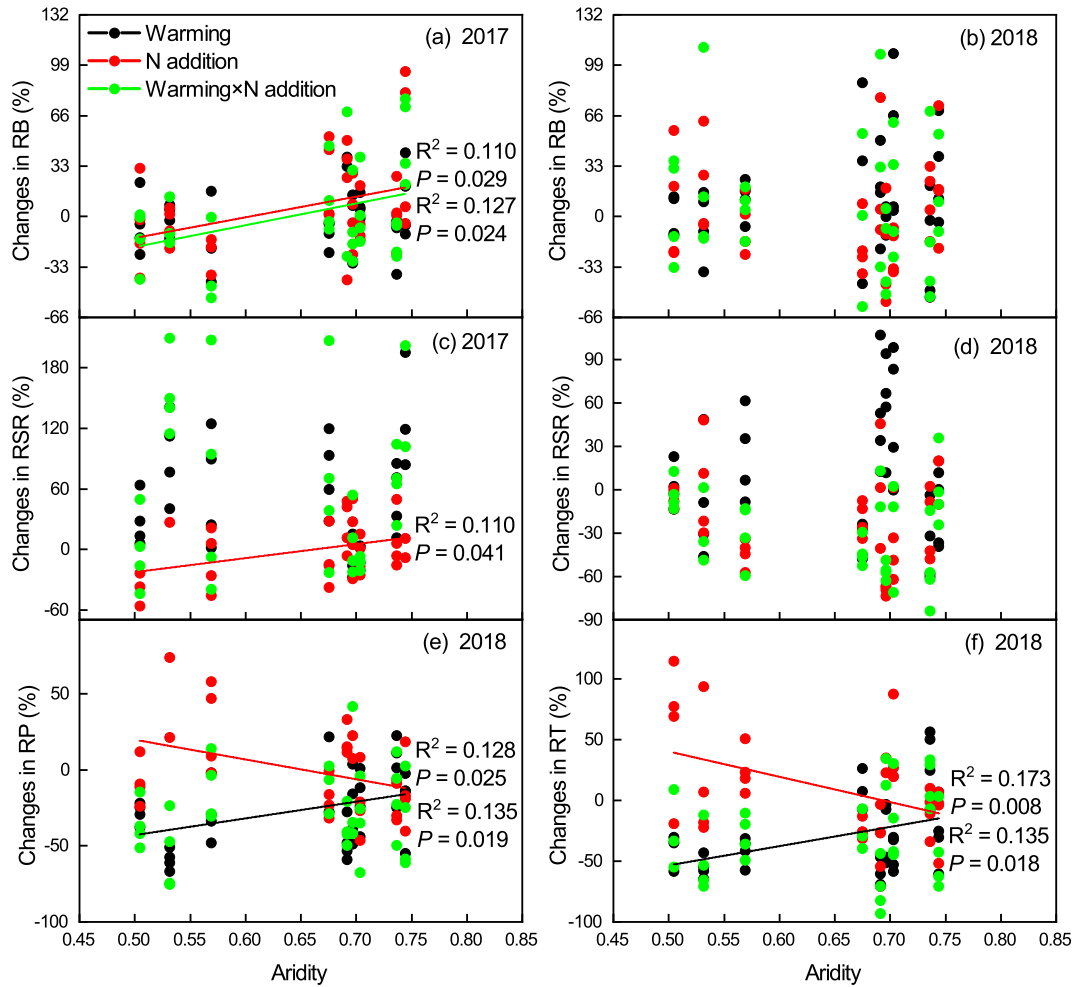 132
99
66
33
0
-33
-66
Changes in RB (%)
Warming
N addition
Warming×N addition
(a) 2017
R² = 0.110
P = 0.029
R² = 0.127
P = 0.024
132
99
66
33
0
-33
-66
Changes in RB (%)
(b) 2018
180
120
60
0
-60
Changes in RSR (%)
(c) 2017
R² = 0.110
P = 0.041
90
60
30
0
-30
-60
-90
Changes in RSR (%)
(d) 2018
50
0
-50
-100
Changes in RP (%)
(e) 2018
R² = 0.128
P = 0.025
R² = 0.135
P = 0.019
0.45 0.50 0.55 0.60 0.65 0.70 0.75 0.80 0.85
Aridity
100
50
0
-50
-100
Changes in RT (%)
(f) 2018
R² = 0.173
P = 0.008
R² = 0.135
P = 0.018
0.45 0.50 0.55 0.60 0.65 0.70 0.75 0.80 0.85
Aridity